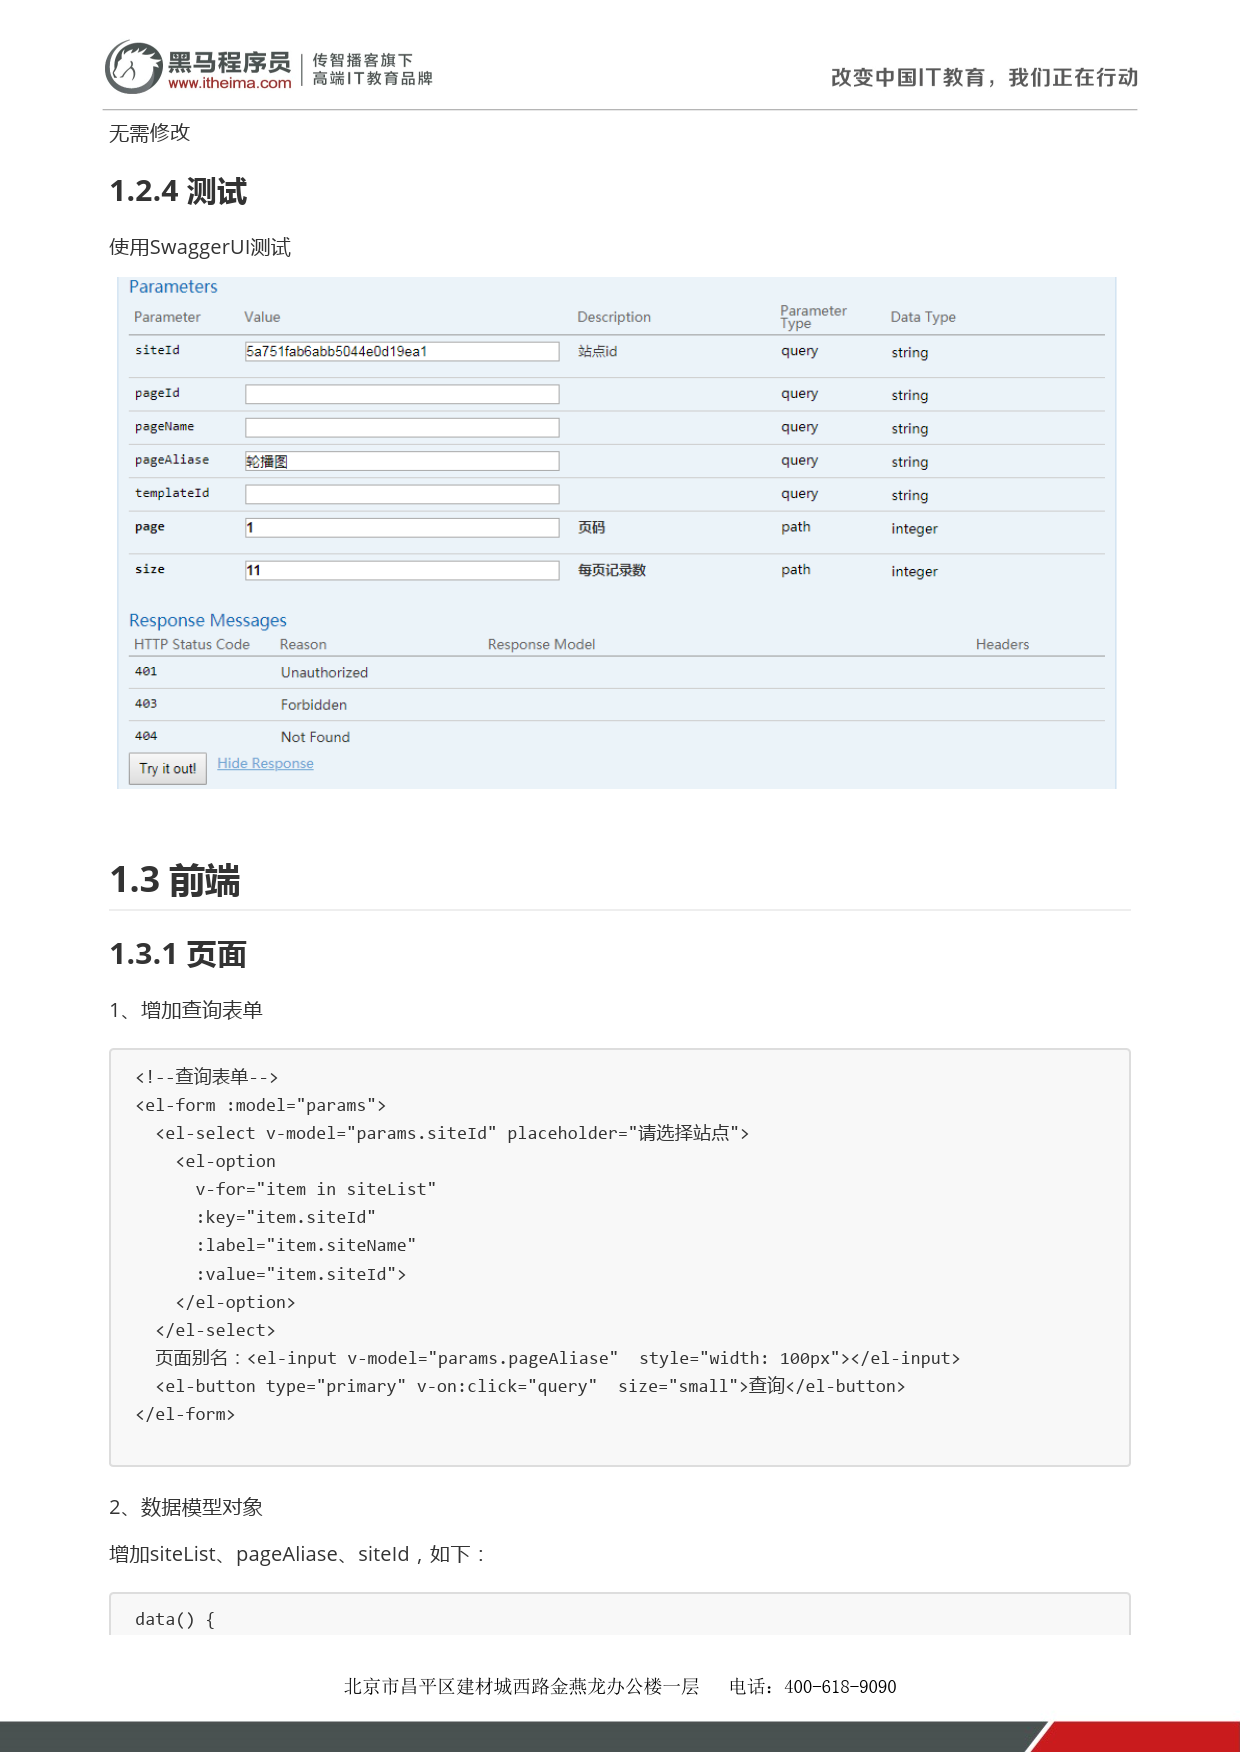 黑马程序员
www.itheima.com
传智播客旗下
高端IT教育品牌
改变中国IT教育，我们正在行动
无需修改
1.2.4 测试
使用SwaggerUI测试
Parameters
Parameter Value Description Parameter Type Data Type
siteId 5a751fab6abb5044e0d19ea1 站点id query string
pageId query string
pageName query string
pageAliase 轮播图 query string
templateId query string
page 1 页码 path integer
size 11 每页记录数 path integer
Response Messages
HTTP Status Code Reason Response Model Headers
401 Unauthorized
403 Forbidden
404 Not Found
Try it out! Hide Response
1.3 前端
1.3.1 页面
1、增加查询表单
<!--查询表单-->
<el-form :model="params">
  <el-select v-model="params.siteId" placeholder="请选择站点">
    <el-option
      v-for="item in siteList"
      :key="item.siteId"
      :label="item.siteName"
      :value="item.siteId">
    </el-option>
  </el-select>
  页面别名：<el-input v-model="params.pageAliase"  style="width: 100px"></el-input>
  <el-button type="primary" v-on:click="query"  size="small">查询</el-button>
</el-form>
2、数据模型对象
增加siteList、pageAliase、siteId，如下：
data() {
北京市昌平区建材城西路金燕龙办公楼一层 电话：400-618-9090